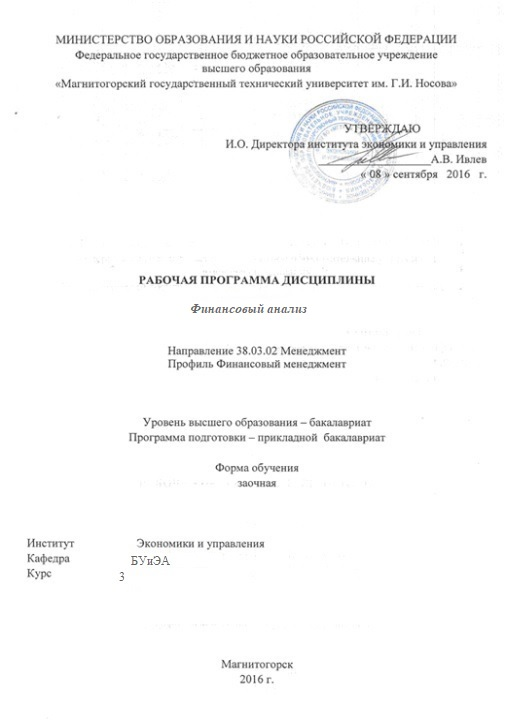 МИНИСТЕРСТВО ОБРАЗОВАНИЯ И НАУКИ РОССИЙСКОЙ ФЕДЕРАЦИИ
Федеральное государственное бюджетное образовательное учреждение
высшего образования
«Магнитогорский государственный технический университет им. Г.И. Носова»
УТВЕРЖДАЮ
И.О. Директора института экономики и управления
А.В. Ивлев
« 08 » сентября 2016 г.
РАБОЧАЯ ПРОГРАММА ДИСЦИПЛИНЫ
Финансовый анализ
Направление 38.03.02 Менеджмент
Профиль Финансовый менеджмент
Уровень высшего образования – бакалавриат
Программа подготовки – прикладной бакалавриат
Форма обучения
заочная
Институт Экономики и управления
Кафедра БУиЭА
Курс 3
Магнитогорск
2016 г.